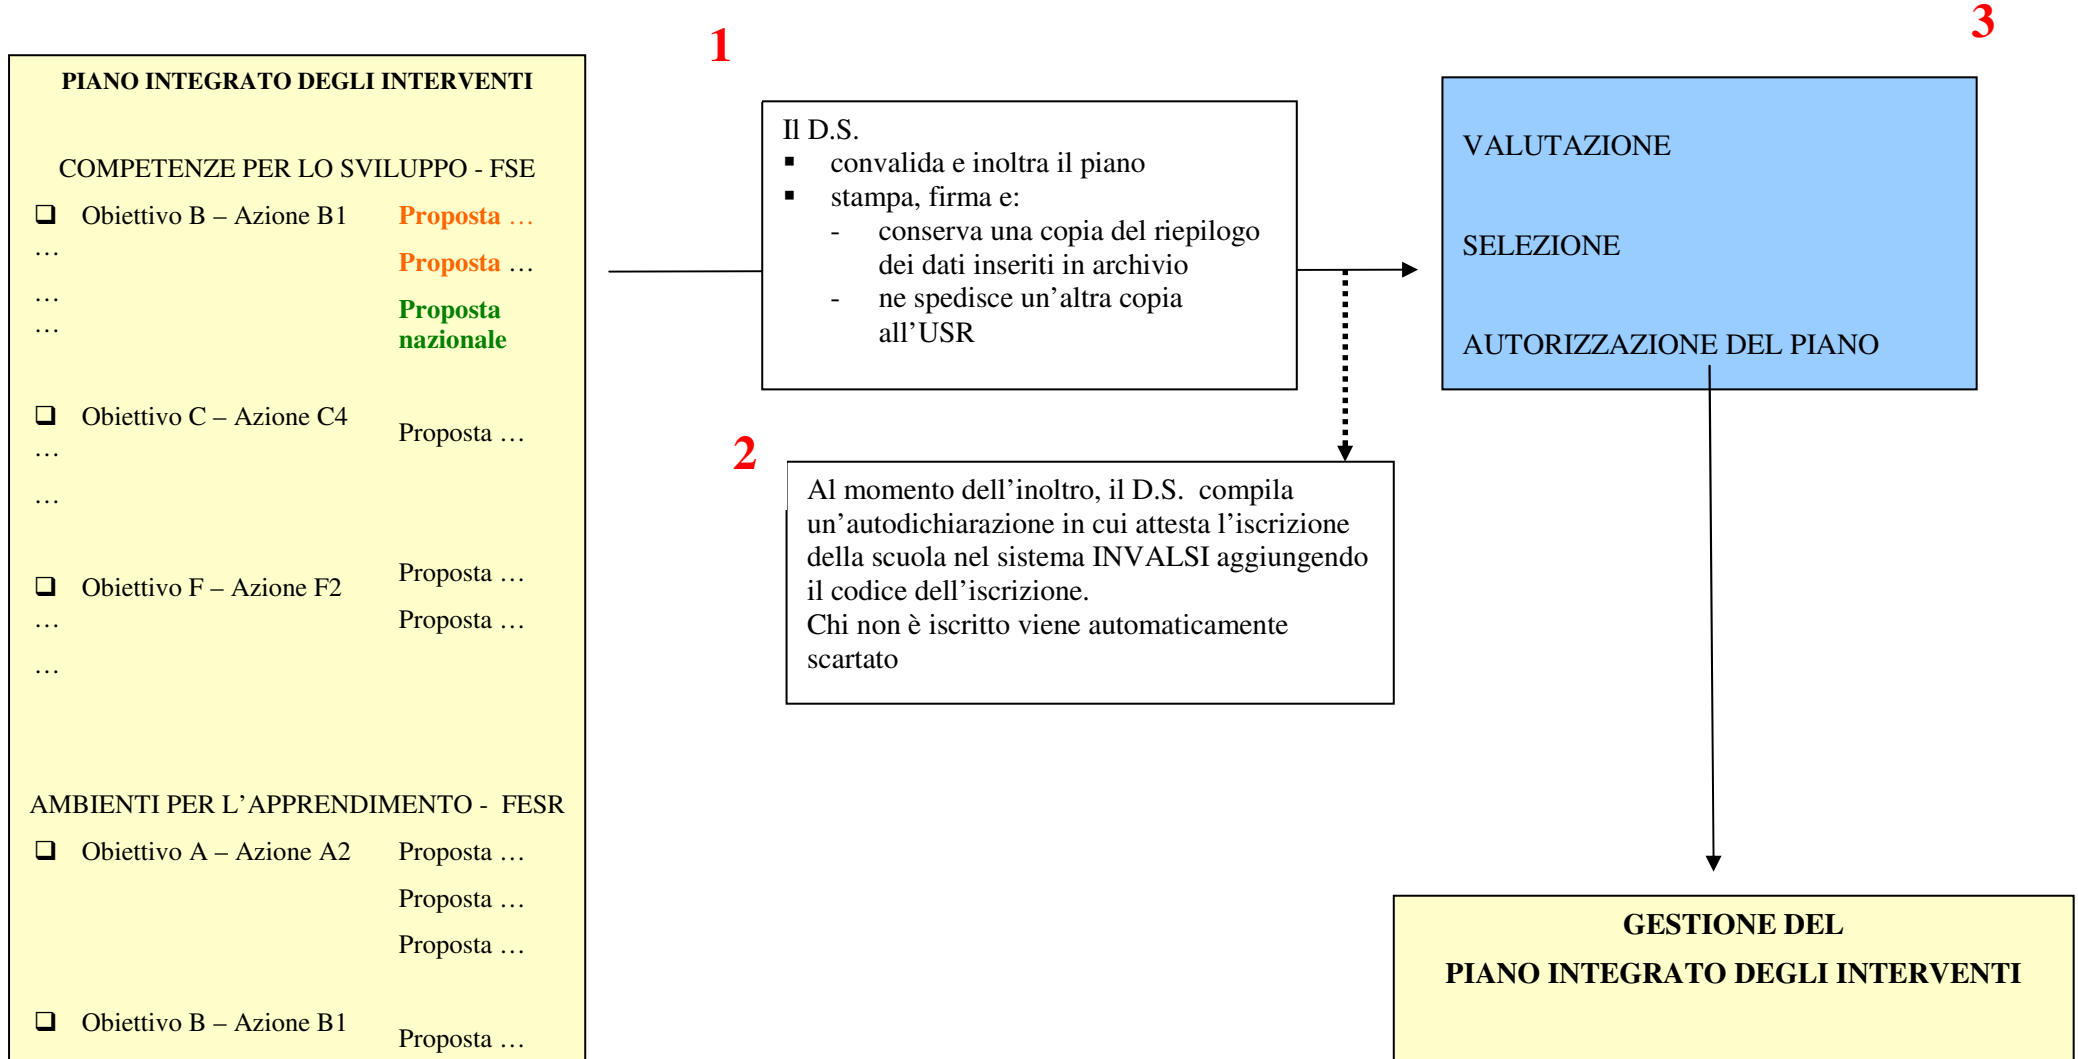 PIANO INTEGRATO DEGLI INTERVENTI
COMPETENZE PER LO SVILUPPO - FSE
❑ Obiettivo B – Azione B1 Proposta …
…
Proposta …
…
Proposta
…
nazionale
❑ Obiettivo C – Azione C4
Proposta …
…
…
Proposta …
❑ Obiettivo F – Azione F2
… Proposta …
…
AMBIENTI PER L’APPRENDIMENTO - FESR
❑ Obiettivo A – Azione A2 Proposta …
Proposta …
Proposta …
❑ Obiettivo B – Azione B1
Proposta …
1
Il D.S.
▪ convalida e inoltra il piano
▪ stampa, firma e:
- conserva una copia del riepilogo
dei dati inseriti in archivio
- ne spedisce un’altra copia
all’USR
2
Al momento dell’inoltro, il D.S. compila
un’autodichiarazione in cui attesta l’iscrizione
della scuola nel sistema INVALSI aggiungendo
il codice dell’iscrizione.
Chi non è iscritto viene automaticamente
scartato
3
VALUTAZIONE
SELEZIONE
AUTORIZZAZIONE DEL PIANO
GESTIONE DEL
PIANO INTEGRATO DEGLI INTERVENTI